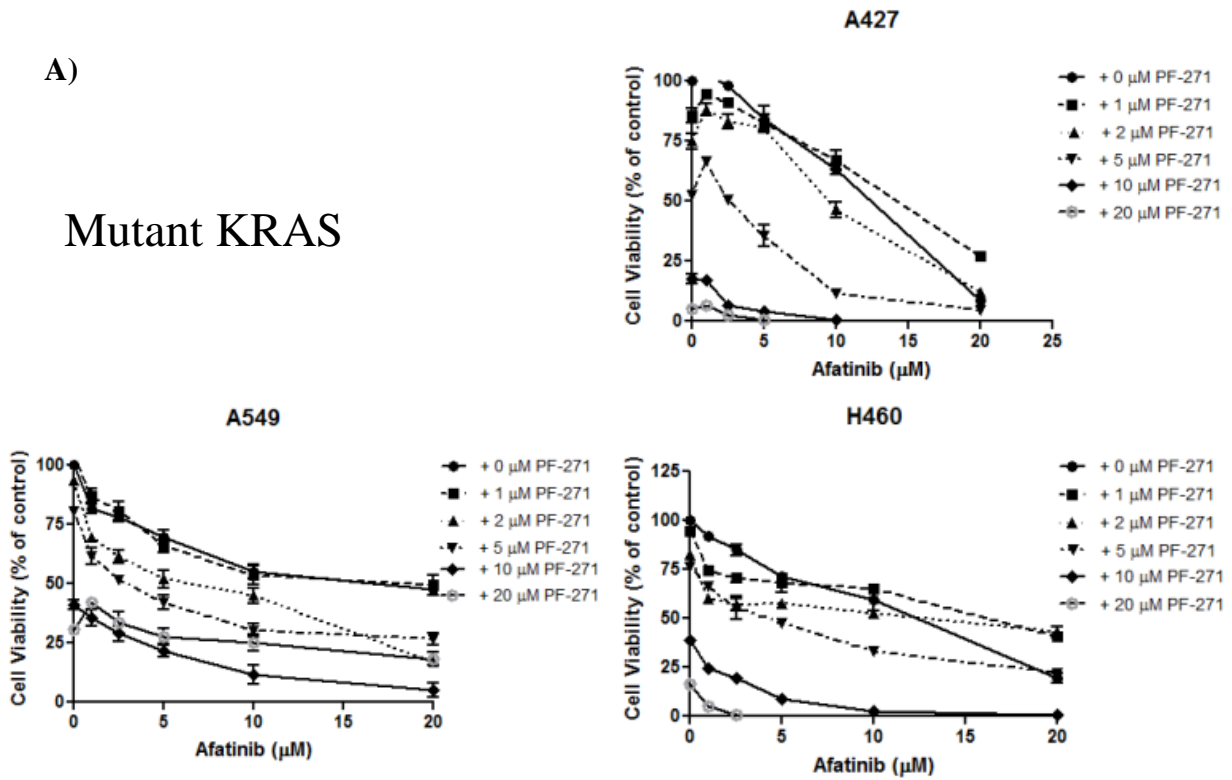 A)
Mutant KRAS
A427
Cell Viability (% of control)
100
75
50
25
0
0 5 10 15 20 25
Afatinib (μM)
+ 0 μM PF-271
+ 1 μM PF-271
+ 2 μM PF-271
+ 5 μM PF-271
+ 10 μM PF-271
+ 20 μM PF-271
A549
Cell Viability (% of control)
100
75
50
25
0
0 5 10 15 20
Afatinib (μM)
+ 0 μM PF-271
+ 1 μM PF-271
+ 2 μM PF-271
+ 5 μM PF-271
+ 10 μM PF-271
+ 20 μM PF-271
H460
Cell Viability (% of control)
125
100
75
50
25
0
0 5 10 15 20
Afatinib (μM)
+ 0 μM PF-271
+ 1 μM PF-271
+ 2 μM PF-271
+ 5 μM PF-271
+ 10 μM PF-271
+ 20 μM PF-271